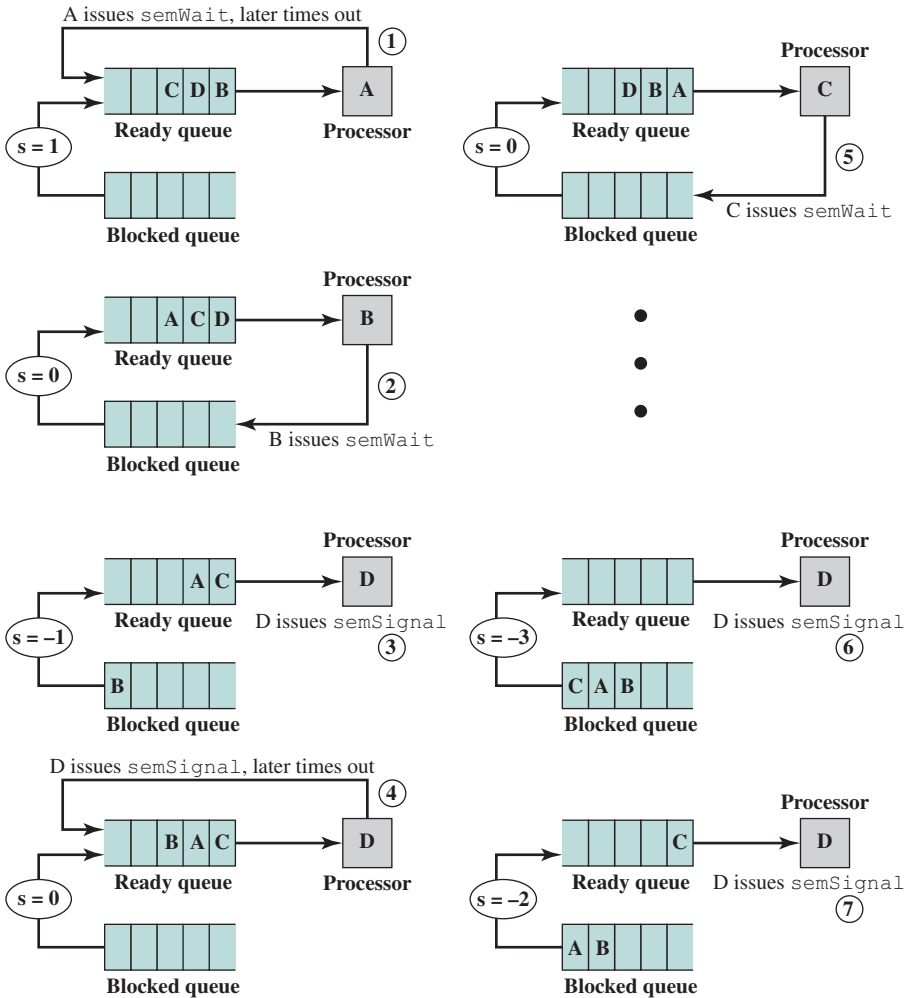 A issues semWait, later times out
1
C D B
A
Ready queue
Processor
s = 1
Blocked queue
Processor
D B A
C
Ready queue
s = 0
5
C issues semWait
Blocked queue
Processor
A C D
B
Ready queue
s = 0
2
B issues semWait
Blocked queue
Processor
A C
D
Ready queue
D issues semSignal
s = –1
3
B
Blocked queue
Processor
D
Ready queue
D issues semSignal
s = –3
6
C A B
Blocked queue
D issues semSignal, later times out
4
B A C
D
Ready queue
Processor
s = 0
Blocked queue
Processor
C
D
Ready queue
D issues semSignal
s = –2
7
A B
Blocked queue